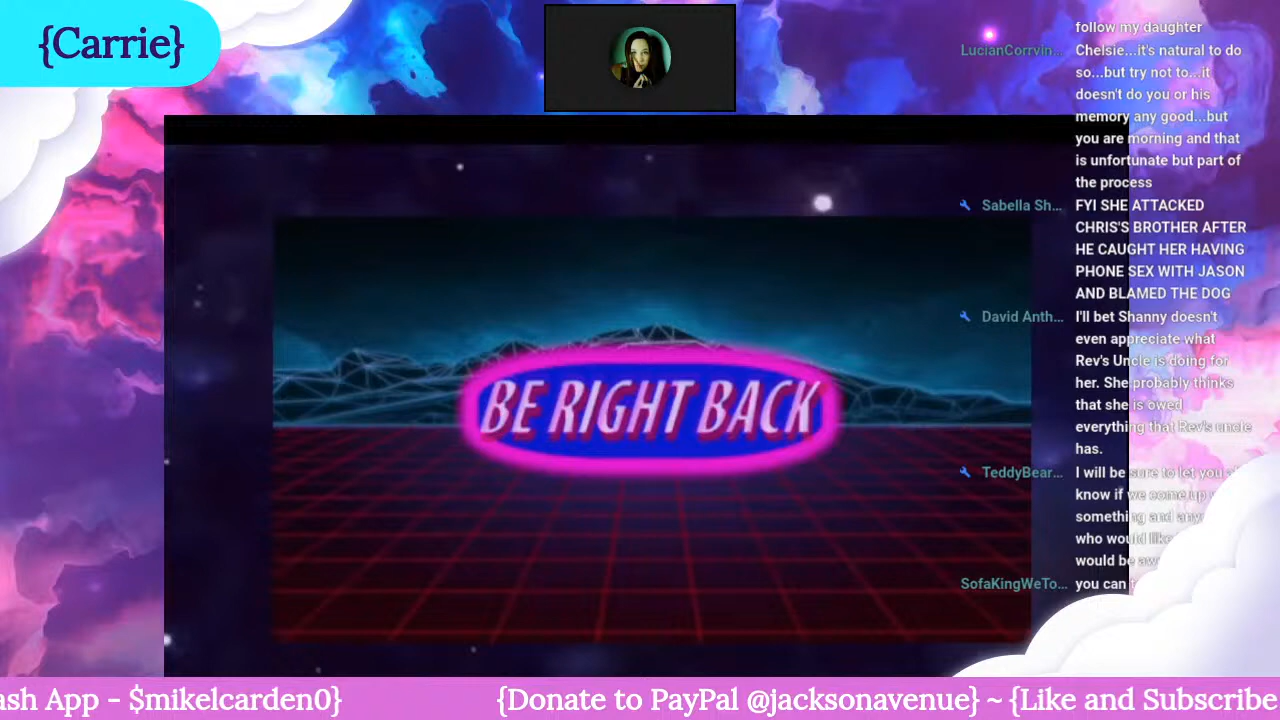 {Carrie}
follow my daughter
LucianCorrvin... Chelsie...it's natural to do
so...but try not to...it
doesn't do you or his
memory any good...but
you are morning and that
is unfortunate but part of
the process
Sabella Sh... FYI SHE ATTACKED
CHRIS'S BROTHER AFTER
HE CAUGHT HER HAVING
PHONE SEX WITH JASON
AND BLAMED THE DOG
David Anth... I'll bet Shanny doesn't
even appreciate what
Rev's Uncle is doing for
her. She probably thinks
that she is owed
everything that Rev's uncle
has.
TeddyBear... I will be sure to let you
know if we come up
something and any
who would like
would be
SofaKingWeTo... you can
BE RIGHT BACK
ash App - $mikelcarden0} {Donate to PayPal @jacksonavenue} ~ {Like and Subscribe